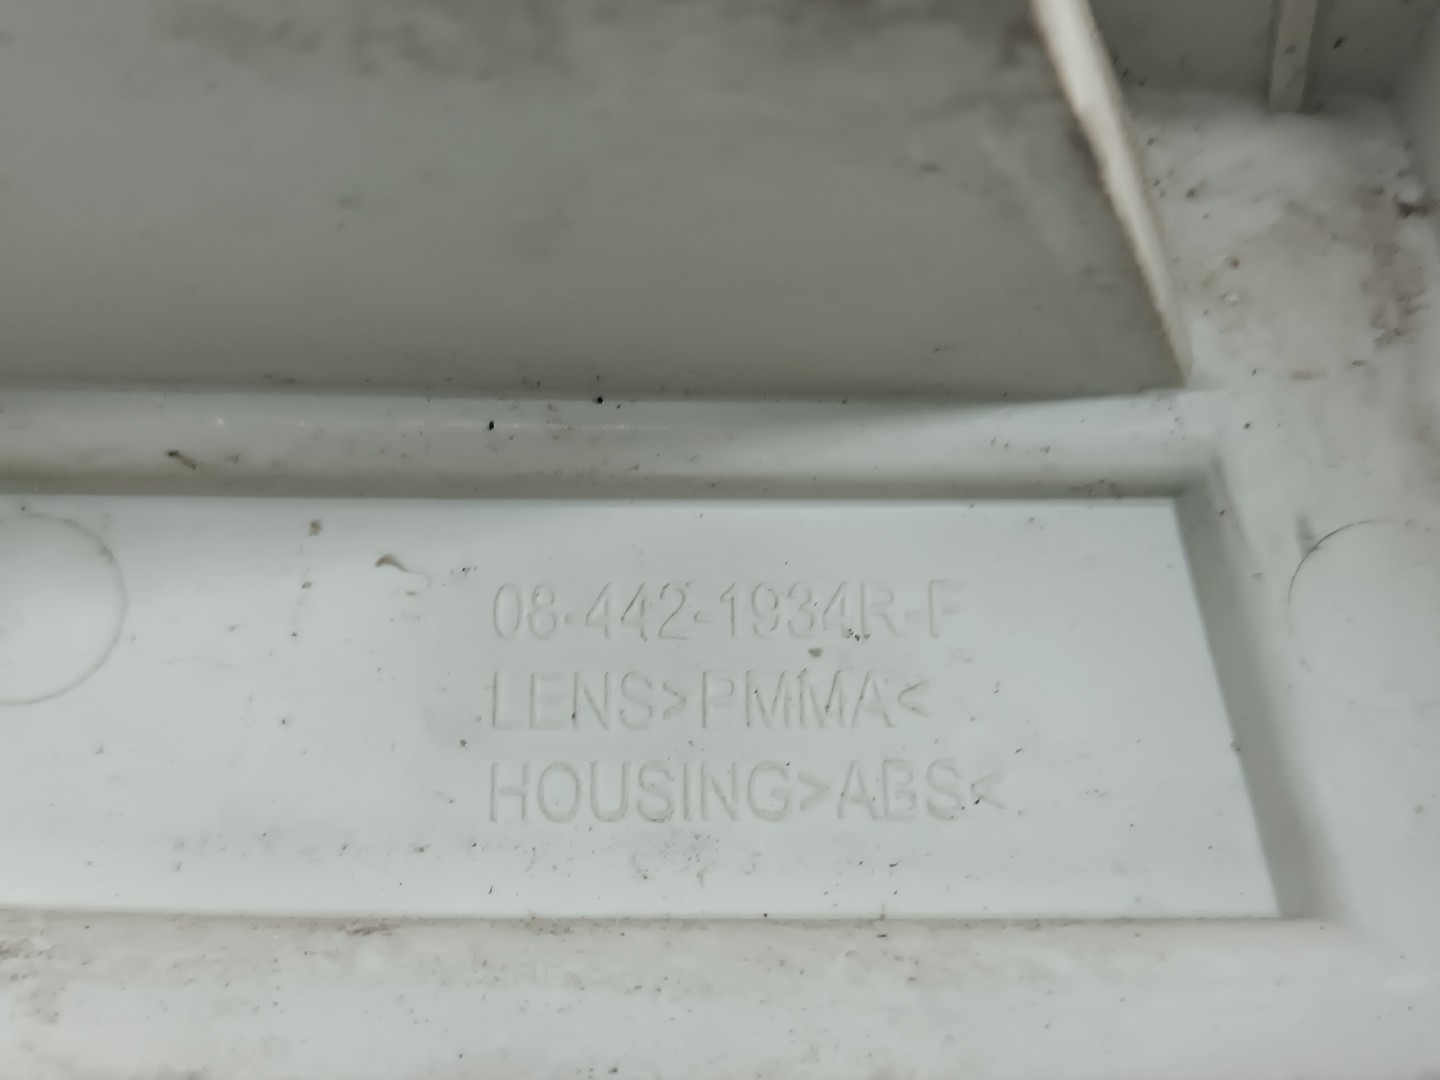 08-442-1934R-F
LENS>PMMA<
HOUSING>ABS<